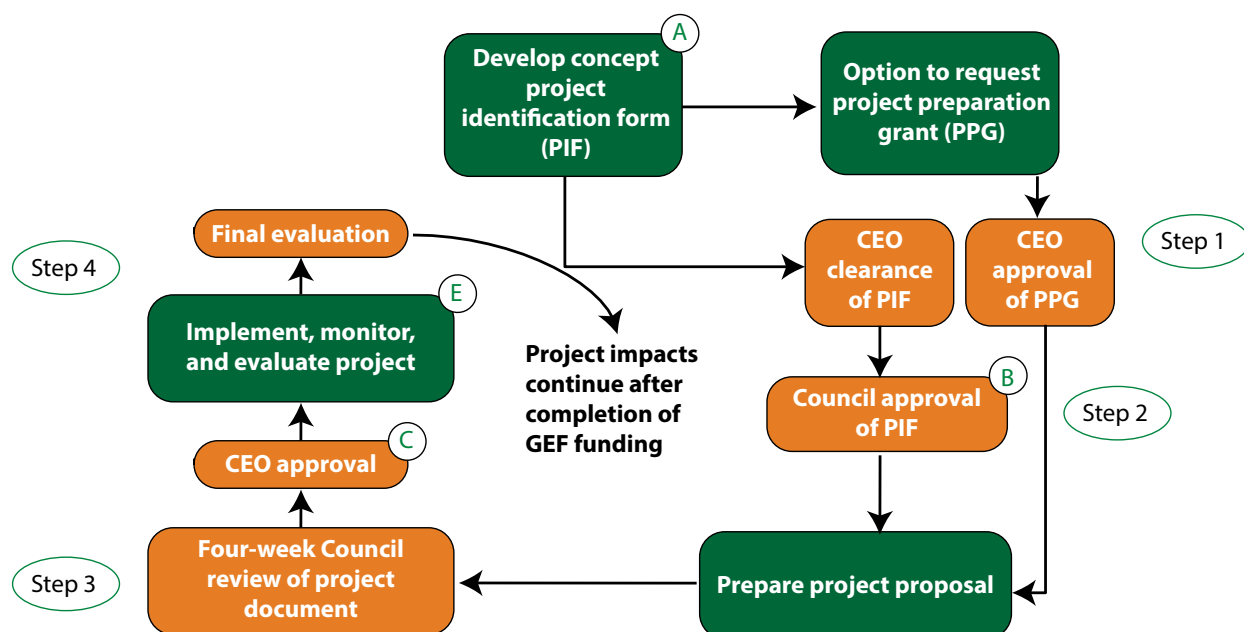 A
Develop concept
project
identification form
(PIF)
Option to request
project preparation
grant (PPG)
Step 1
CEO
clearance
of PIF
CEO
approval
of PPG
Step 4
Final evaluation
E
Implement, monitor,
and evaluate project
Project impacts
continue after
completion of
GEF funding
B
Council approval
of PIF
Step 2
C
CEO approval
Step 3
Four-week Council
review of project
document
Prepare project proposal